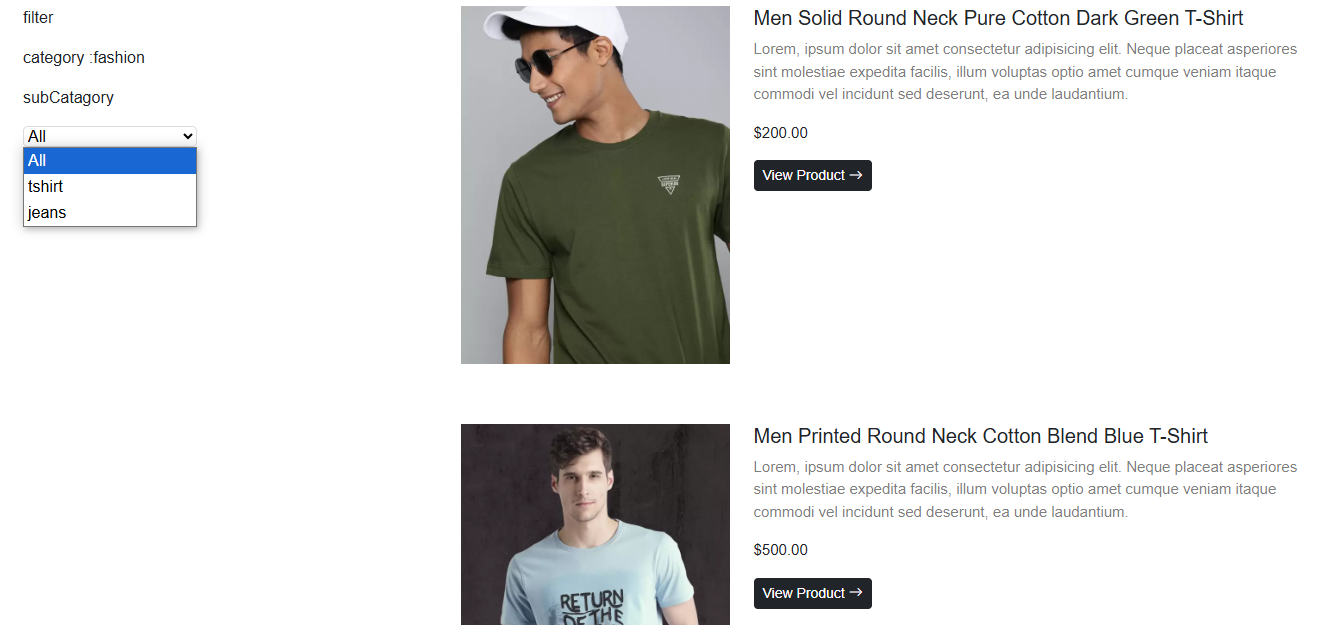 filter
category :fashion
subCatagory
All
All
tshirt
jeans
Men Solid Round Neck Pure Cotton Dark Green T-Shirt
Lorem, ipsum dolor sit amet consectetur adipisicing elit. Neque placeat asperiores
sint molestiae expedita facilis, illum voluptas optio amet cumque veniam itaque
commodi vel incidunt sed deserunt, ea unde laudantium.
$200.00
View Product →
Men Printed Round Neck Cotton Blend Blue T-Shirt
Lorem, ipsum dolor sit amet consectetur adipisicing elit. Neque placeat asperiores
sint molestiae expedita facilis, illum voluptas optio amet cumque veniam itaque
commodi vel incidunt sed deserunt, ea unde laudantium.
$500.00
View Product →
RETURN
OF THE